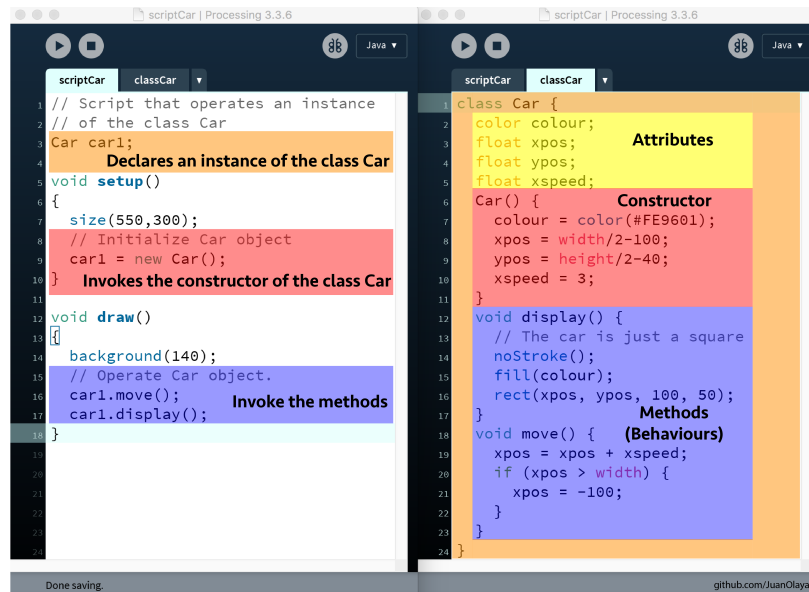 scriptCar | Processing 3.3.6
Java ▼
scriptCar classCar ▼
1 // Script that operates an instance
2 // of the class Car
3 Car car1;
4 Declares an instance of the class Car
5 void setup()
6 {
7 size(550,300);
8 // Initialize Car object
9 car1 = new Car();
10 } Invokes the constructor of the class Car
11
12 void draw()
13 {
14 background(140);
15 // Operate Car object.
16 car1.move(); Invoke the methods
17 car1.display();
18 }
19
20
21
22
23
24
Done saving.
scriptCar | Processing 3.3.6
Java ▼
scriptCar classCar ▼
1 class Car {
2 color colour;
3 float xpos; Attributes
4 float ypos;
5 float xspeed;
6 Car() { Constructor
7 colour = color(#FE9601);
8 xpos = width/2-100;
9 ypos = height/2-40;
10 xspeed = 3;
11 }
12 void display() {
13 // The car is just a square
14 noStroke();
15 fill(colour);
16 rect(xpos, ypos, 100, 50);
17 } Methods
18 void move() { (Behaviours)
19 xpos = xpos + xspeed;
20 if (xpos > width) {
21 xpos = -100;
22 }
23 }
24 }
github.com/JuanOlaya